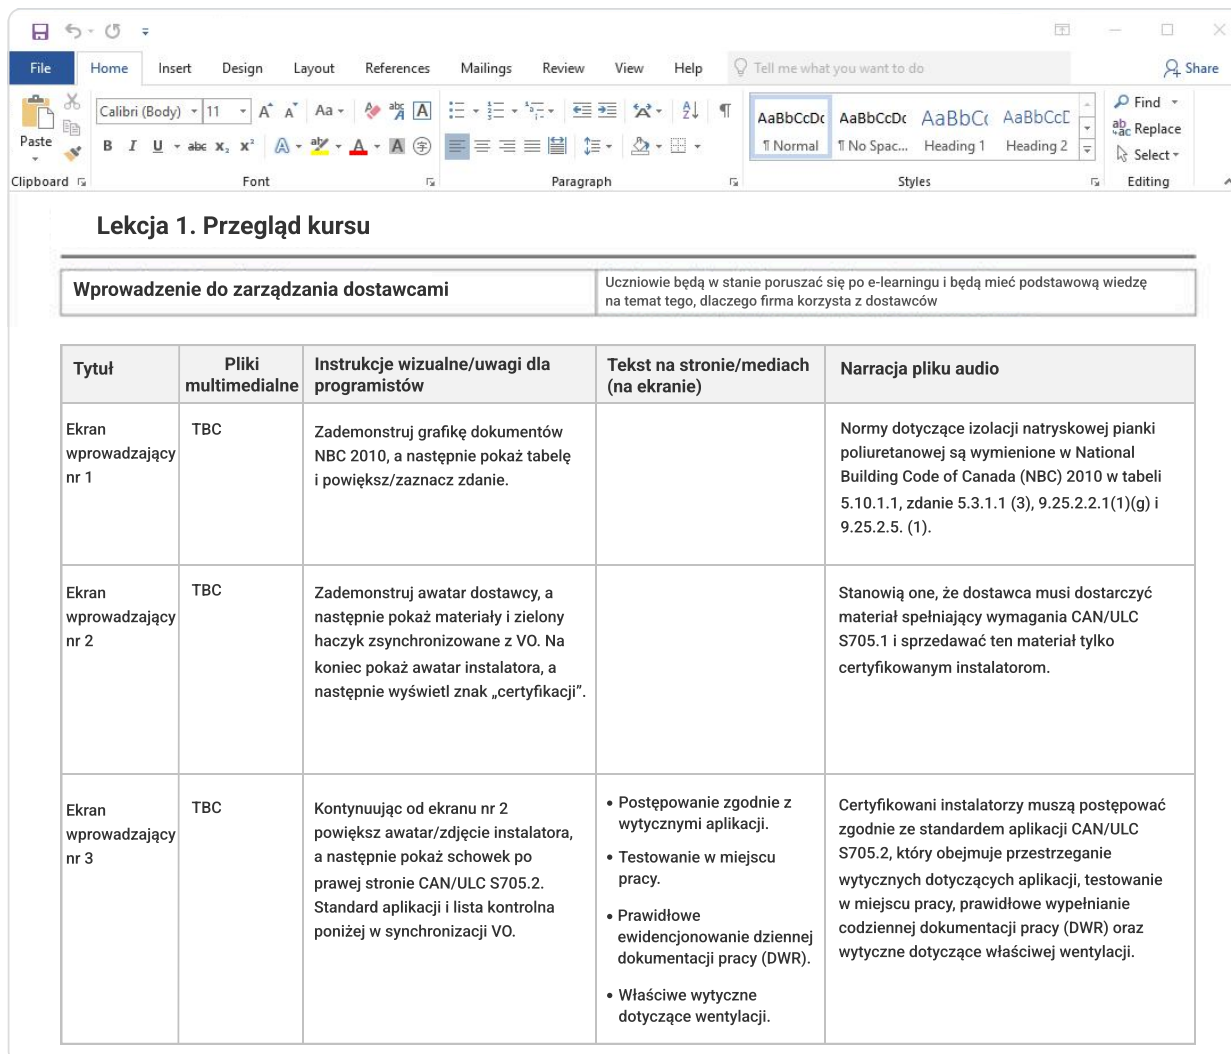 File Home Insert Design Layout References Mailings Review View Help Tell me what you want to do Share
Paste
Calibri (Body) 11 Aa
B I U abc x₂ x² A aby A A 字
AaBbCcDc AaBbCcDc AaBbCc AaBbCcE
¶ Normal ¶ No Spac... Heading 1 Heading 2
Find
Replace
Select
Clipboard Font Paragraph Styles Editing
Lekcja 1. Przegląd kursu
Wprowadzenie do zarządzania dostawcami
Uczniowie będą w stanie poruszać się po e-learningu i będą mieć podstawową wiedzę
na temat tego, dlaczego firma korzysta z dostawców
Tytuł
Pliki
multimedialne
Instrukcje wizualne/uwagi dla
programistów
Tekst na stronie/mediach
(na ekranie)
Narracja pliku audio
Ekran
wprowadzający
nr 1
TBC
Zademonstruj grafikę dokumentów
NBC 2010, a następnie pokaż tabelę
i powiększ/zaznacz zdanie.
Normy dotyczące izolacji natryskowej pianki
poliuretanowej są wymienione w National
Building Code of Canada (NBC) 2010 w tabeli
5.10.1.1, zdanie 5.3.1.1 (3), 9.25.2.2.1(1)(g) i
9.25.2.5. (1).
Ekran
wprowadzający
nr 2
TBC
Zademonstruj awatar dostawcy, a
następnie pokaż materiały i zielony
haczyk zsynchronizowane z VO. Na
koniec pokaż awatar instalatora, a
następnie wyświetl znak „certyfikacji”.
Stanowią one, że dostawca musi dostarczyć
materiał spełniający wymagania CAN/ULC
S705.1 i sprzedawać ten materiał tylko
certyfikowanym instalatorom.
Ekran
wprowadzający
nr 3
TBC
Kontynuując od ekranu nr 2
powiększ awatar/zdjęcie instalatora,
a następnie pokaż schowek po
prawej stronie CAN/ULC S705.2.
Standard aplikacji i lista kontrolna
poniżej w synchronizacji VO.
• Postępowanie zgodnie z
wytycznymi aplikacji.
• Testowanie w miejscu
pracy.
• Prawidłowe
ewidencjonowanie dziennej
dokumentacji pracy (DWR).
• Właściwe wytyczne
dotyczące wentylacji.
Certyfikowani instalatorzy muszą postępować
zgodnie ze standardem aplikacji CAN/ULC
S705.2, który obejmuje przestrzeganie
wytycznych dotyczących aplikacji, testowanie
w miejscu pracy, prawidłowe wypełnianie
codziennej dokumentacji pracy (DWR) oraz
wytyczne dotyczące właściwej wentylacji.